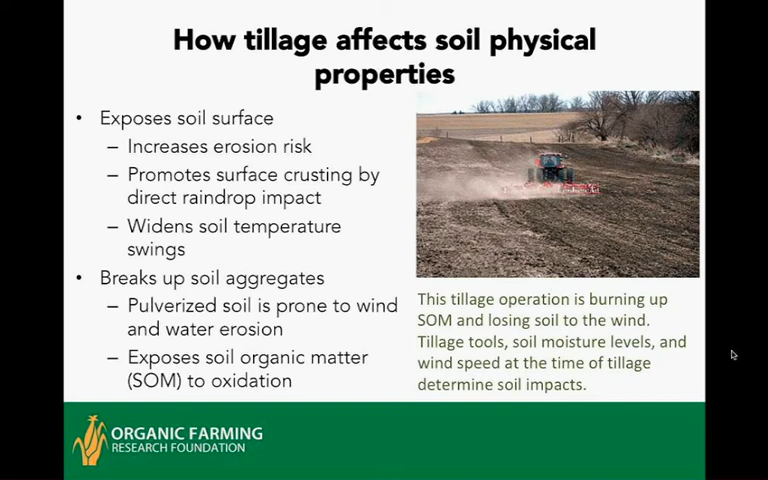 How tillage affects soil physical
properties
• Exposes soil surface
– Increases erosion risk
– Promotes surface crusting by
direct raindrop impact
– Widens soil temperature
swings
• Breaks up soil aggregates
– Pulverized soil is prone to wind
and water erosion
– Exposes soil organic matter
(SOM) to oxidation
This tillage operation is burning up
SOM and losing soil to the wind.
Tillage tools, soil moisture levels, and
wind speed at the time of tillage
determine soil impacts.
ORGANIC FARMING
RESEARCH FOUNDATION